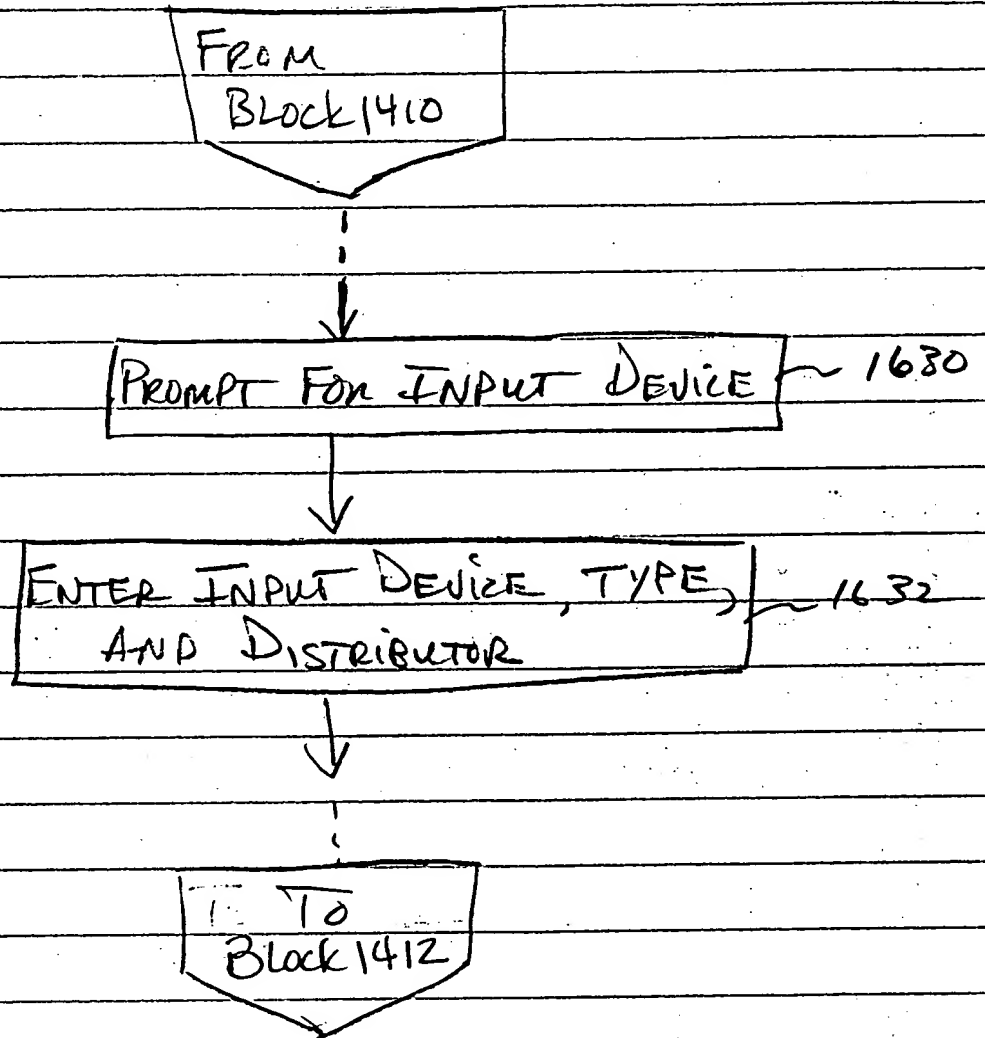 FROM
BLOCK 1410
PROMPT FOR INPUT DEVICE
~ 1630
ENTER INPUT DEVICE, TYPE,
AND DISTRIBUTOR
~ 1632
TO
BLOCK 1412